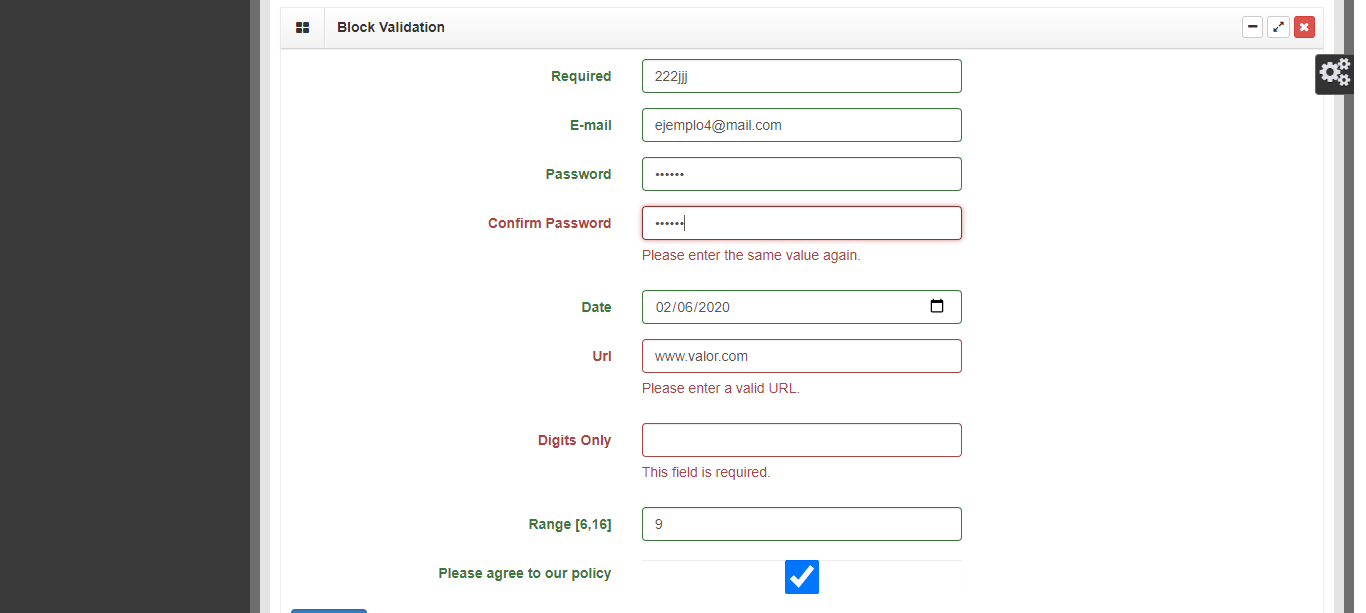 Block Validation
Required 222jjj
E-mail ejemplo4@mail.com
Password ••••••
Confirm Password ••••••
Please enter the same value again.
Date 02/06/2020
Url www.valor.com
Please enter a valid URL.
Digits Only
This field is required.
Range [6,16] 9
Please agree to our policy